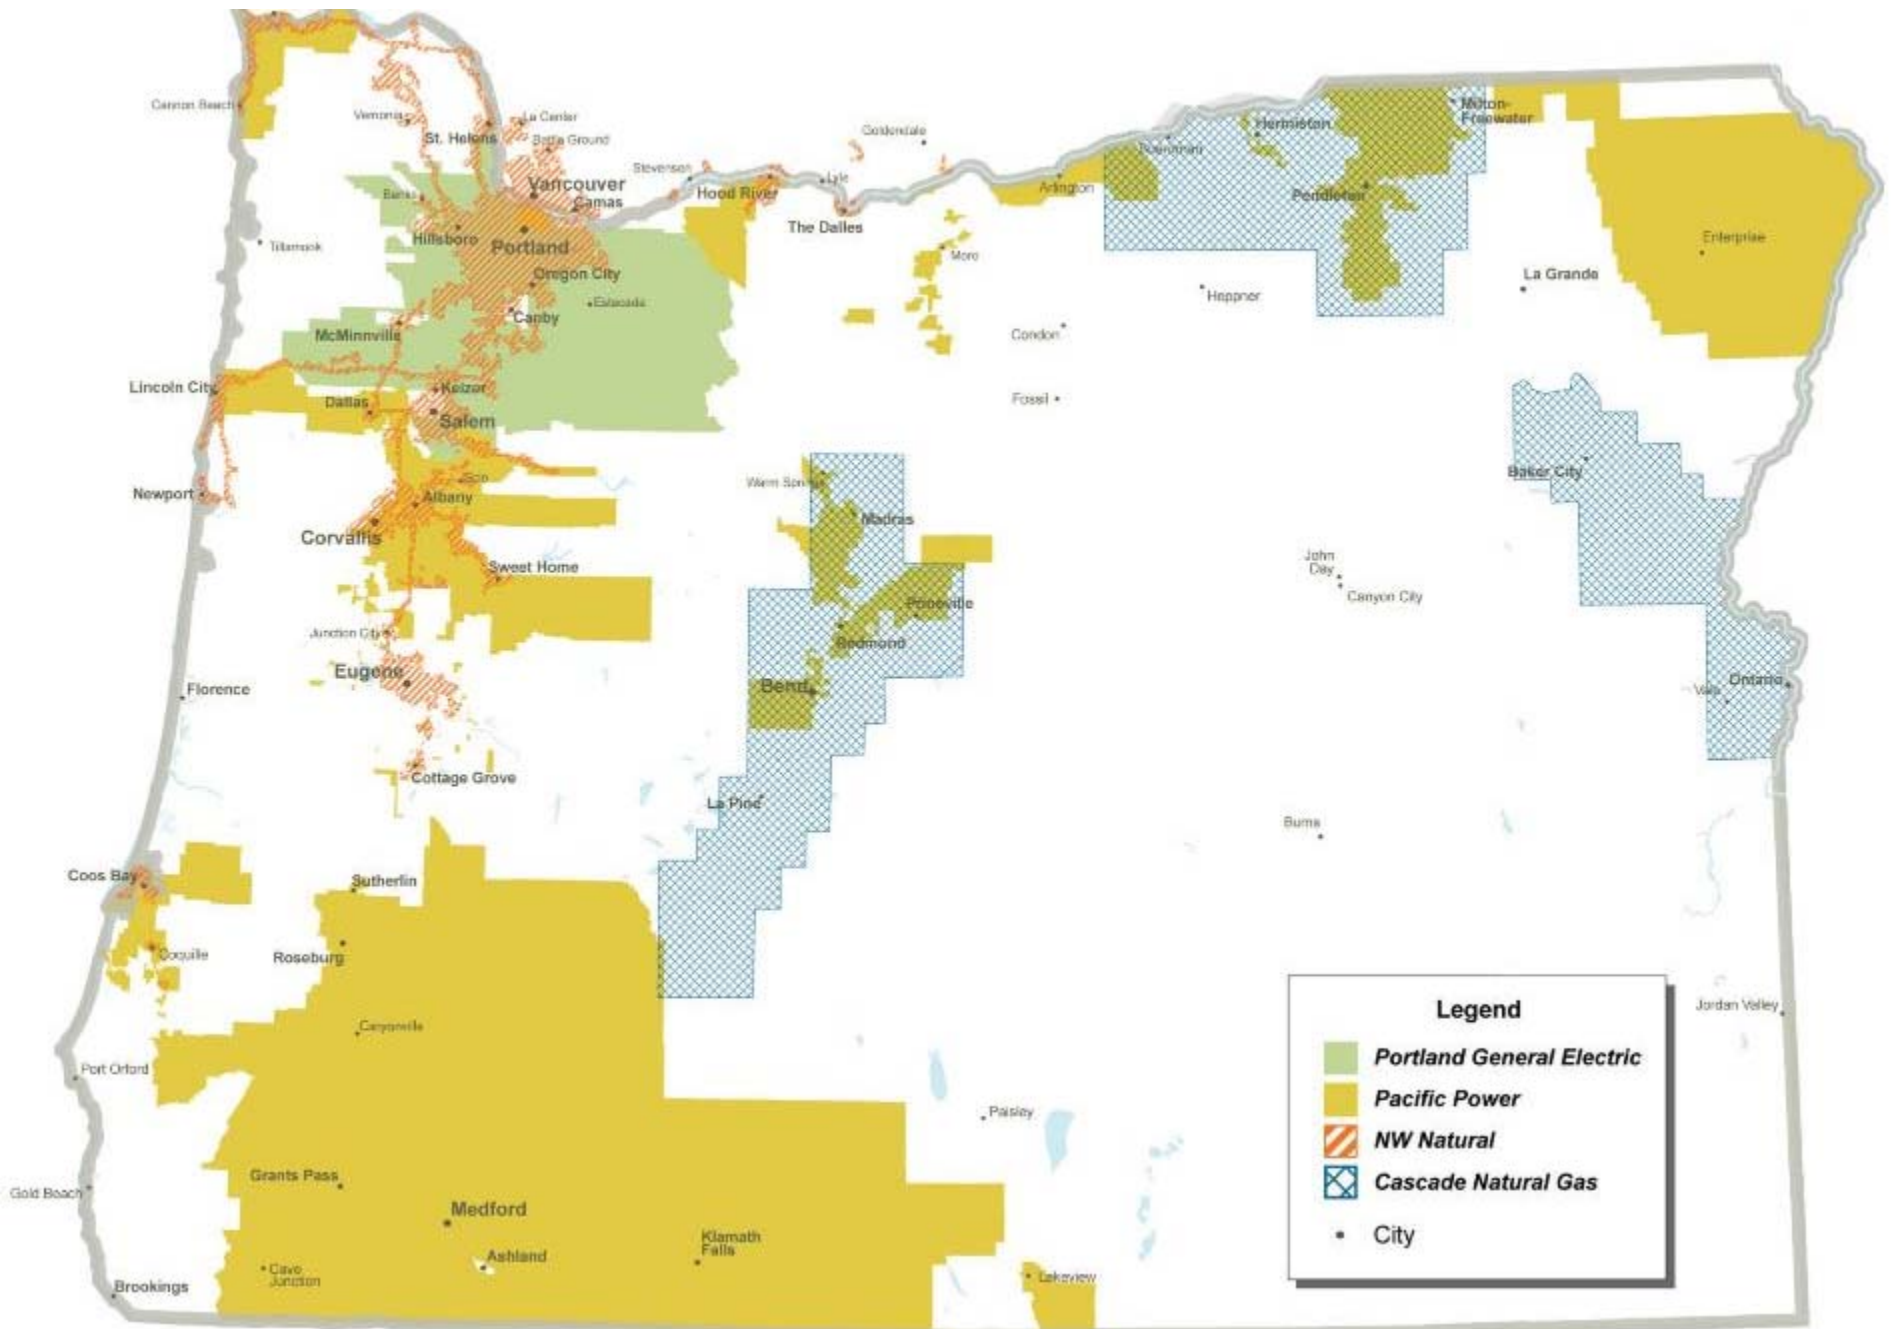 Cannon Beach
Vernonia
St. Helens
La Center
Battle Ground
Goldendale
Stevenson
Vancouver
Camas
Banks
Hood River
Lyle
The Dalles
Arlington
Boardman
Hermiston
Milton-
Freewater
Pendleton
Tillamook
Hillsboro
Portland
Oregon City
Estacada
Canby
McMinnville
Moro
Heppner
La Grande
Enterprise
Condon
Fossil
Lincoln City
Dallas
Keizer
Salem
Newport
Scio
Albany
Corvallis
Sweet Home
Warm Springs
Madras
Prineville
Redmond
Bend
Baker City
John
Day
Canyon City
Junction City
Eugene
Florence
Cottage Grove
La Pine
Vale
Ontario
Burns
Coos Bay
Sutherlin
Coquille
Roseburg
Canyonville
Port Orford
Paisley
Jordan Valley
Gold Beach
Grants Pass
Medford
Ashland
Klamath
Falls
Cave
Junction
Lakeview
Brookings
Legend
Portland General Electric
Pacific Power
NW Natural
Cascade Natural Gas
City